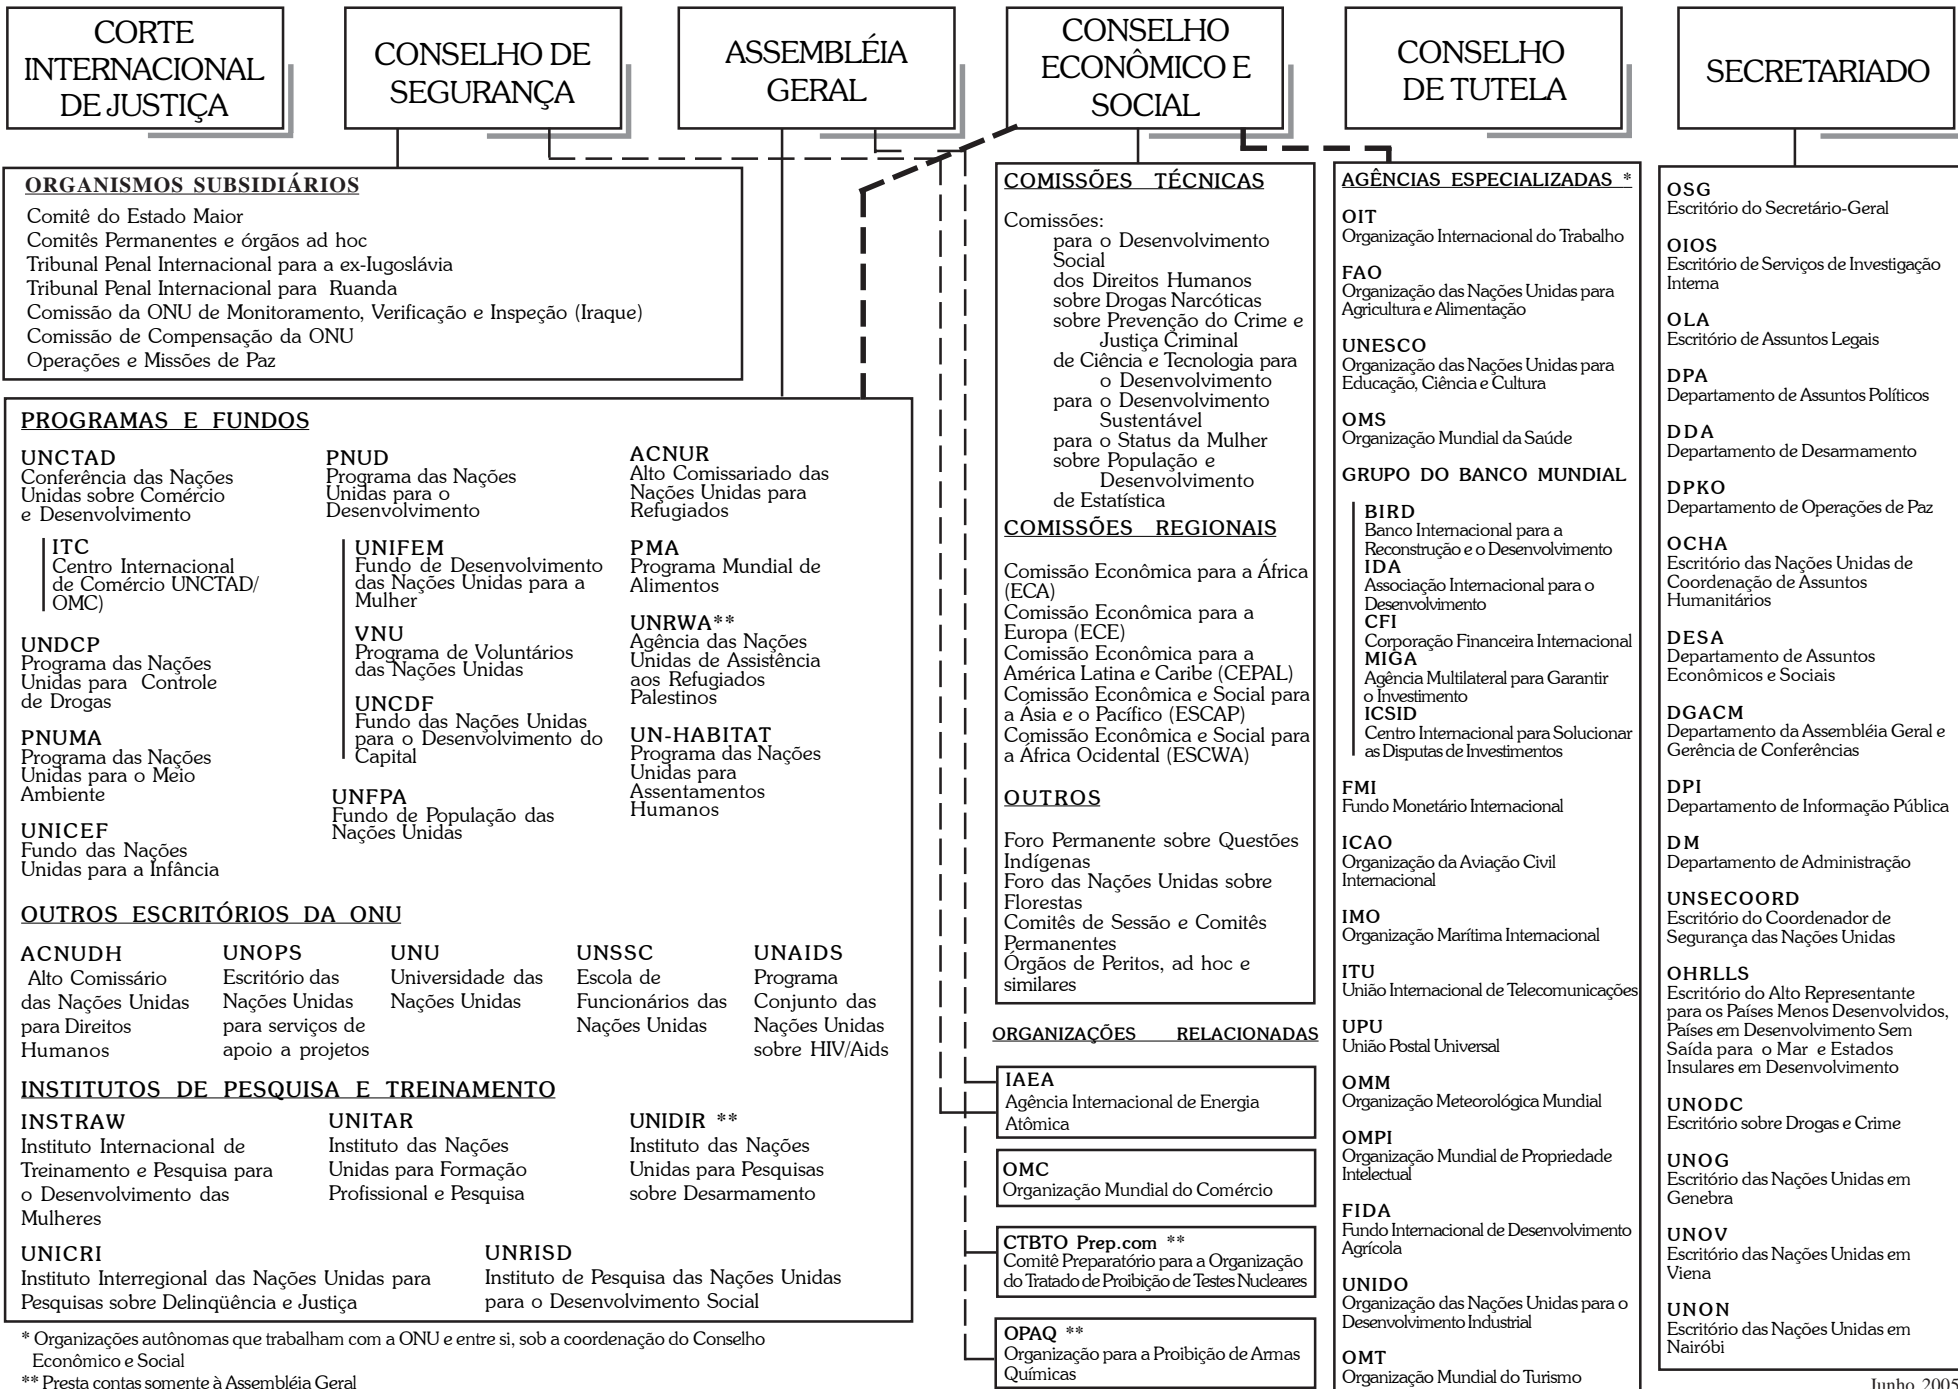 CORTE
INTERNACIONAL
DE JUSTIÇA
CONSELHO DE
SEGURANÇA
ASSEMBLÉIA
GERAL
CONSELHO
ECONÔMICO E
SOCIAL
CONSELHO
DE TUTELA
SECRETARIADO
ORGANISMOS SUBSIDIÁRIOS
Comitê do Estado Maior
Comitês Permanentes e órgãos ad hoc
Tribunal Penal Internacional para a ex-Iugoslávia
Tribunal Penal Internacional para Ruanda
Comissão da ONU de Monitoramento, Verificação e Inspeção (Iraque)
Comissão de Compensação da ONU
Operações e Missões de Paz
PROGRAMAS E FUNDOS
UNCTAD
Conferência das Nações
Unidas sobre Comércio
e Desenvolvimento
ITC
Centro Internacional
de Comércio UNCTAD/
OMC)
UNDCP
Programa das Nações
Unidas para Controle
de Drogas
PNUMA
Programa das Nações
Unidas para o Meio
Ambiente
UNICEF
Fundo das Nações
Unidas para a Infância
PNUD
Programa das Nações
Unidas para o
Desenvolvimento
UNIFEM
Fundo de Desenvolvimento
das Nações Unidas para a
Mulher
VNU
Programa de Voluntários
das Nações Unidas
UNCDF
Fundo das Nações Unidas
para o Desenvolvimento do
Capital
UNFPA
Fundo de População das
Nações Unidas
ACNUR
Alto Comissariado das
Nações Unidas para
Refugiados
PMA
Programa Mundial de
Alimentos
UNRWA**
Agência das Nações
Unidas de Assistência
aos Refugiados
Palestinos
UN-HABITAT
Programa das Nações
Unidas para
Assentamentos
Humanos
OUTROS ESCRITÓRIOS DA ONU
ACNUDH
Alto Comissário
das Nações Unidas
para Direitos
Humanos
UNOPS
Escritório das
Nações Unidas
para serviços de
apoio a projetos
UNU
Universidade das
Nações Unidas
UNSSC
Escola de
Funcionários das
Nações Unidas
UNAIDS
Programa
Conjunto das
Nações Unidas
sobre HIV/Aids
INSTITUTOS DE PESQUISA E TREINAMENTO
INSTRAW
Instituto Internacional de
Treinamento e Pesquisa para
o Desenvolvimento das
Mulheres
UNITAR
Instituto das Nações
Unidas para Formação
Profissional e Pesquisa
UNIDIR **
Instituto das Nações
Unidas para Pesquisas
sobre Desarmamento
UNICRI
Instituto Interregional das Nações Unidas para
Pesquisas sobre Delinqüência e Justiça
UNRISD
Instituto de Pesquisa das Nações Unidas
para o Desenvolvimento Social
* Organizações autônomas que trabalham com a ONU e entre si, sob a coordenação do Conselho
Econômico e Social
** Presta contas somente à Assembléia Geral
COMISSÕES TÉCNICAS
Comissões:
para o Desenvolvimento
Social
dos Direitos Humanos
sobre Drogas Narcóticas
sobre Prevenção do Crime e
Justiça Criminal
de Ciência e Tecnologia para
o Desenvolvimento
para o Desenvolvimento
Sustentável
para o Status da Mulher
sobre População e
Desenvolvimento
de Estatística
COMISSÕES REGIONAIS
Comissão Econômica para a África
(ECA)
Comissão Econômica para a
Europa (ECE)
Comissão Econômica para a
América Latina e Caribe (CEPAL)
Comissão Econômica e Social para
a Ásia e o Pacífico (ESCAP)
Comissão Econômica e Social para
a África Ocidental (ESCWA)
OUTROS
Foro Permanente sobre Questões
Indígenas
Foro das Nações Unidas sobre
Florestas
Comitês de Sessão e Comitês
Permanentes
Órgãos de Peritos, ad hoc e
similares
ORGANIZAÇÕES RELACIONADAS
IAEA
Agência Internacional de Energia
Atômica
OMC
Organização Mundial do Comércio
CTBTO Prep.com **
Comitê Preparatório para a Organização
do Tratado de Proibição de Testes Nucleares
OPAQ **
Organização para a Proibição de Armas
Químicas
AGÊNCIAS ESPECIALIZADAS *
OIT
Organização Internacional do Trabalho
FAO
Organização das Nações Unidas para
Agricultura e Alimentação
UNESCO
Organização das Nações Unidas para
Educação, Ciência e Cultura
OMS
Organização Mundial da Saúde
GRUPO DO BANCO MUNDIAL
BIRD
Banco Internacional para a
Reconstrução e o Desenvolvimento
IDA
Associação Internacional para o
Desenvolvimento
CFI
Corporação Financeira Internacional
MIGA
Agência Multilateral para Garantir
o Investimento
ICSID
Centro Internacional para Solucionar
as Disputas de Investimentos
FMI
Fundo Monetário Internacional
ICAO
Organização da Aviação Civil
Internacional
IMO
Organização Marítima Internacional
ITU
União Internacional de Telecomunicações
UPU
União Postal Universal
OMM
Organização Meteorológica Mundial
OMPI
Organização Mundial de Propriedade
Intelectual
FIDA
Fundo Internacional de Desenvolvimento
Agrícola
UNIDO
Organização das Nações Unidas para o
Desenvolvimento Industrial
OMT
Organização Mundial do Turismo
OSG
Escritório do Secretário-Geral
OIOS
Escritório de Serviços de Investigação
Interna
OLA
Escritório de Assuntos Legais
DPA
Departamento de Assuntos Políticos
DDA
Departamento de Desarmamento
DPKO
Departamento de Operações de Paz
OCHA
Escritório das Nações Unidas de
Coordenação de Assuntos
Humanitários
DESA
Departamento de Assuntos
Econômicos e Sociais
DGACM
Departamento da Assembléia Geral e
Gerência de Conferências
DPI
Departamento de Informação Pública
DM
Departamento de Administração
UNSECOORD
Escritório do Coordenador de
Segurança das Nações Unidas
OHRLLS
Escritório do Alto Representante
para os Países Menos Desenvolvidos,
Países em Desenvolvimento Sem
Saída para o Mar e Estados
Insulares em Desenvolvimento
UNODC
Escritório sobre Drogas e Crime
UNOG
Escritório das Nações Unidas em
Genebra
UNOV
Escritório das Nações Unidas em
Viena
UNON
Escritório das Nações Unidas em
Nairóbi
Junho 2005